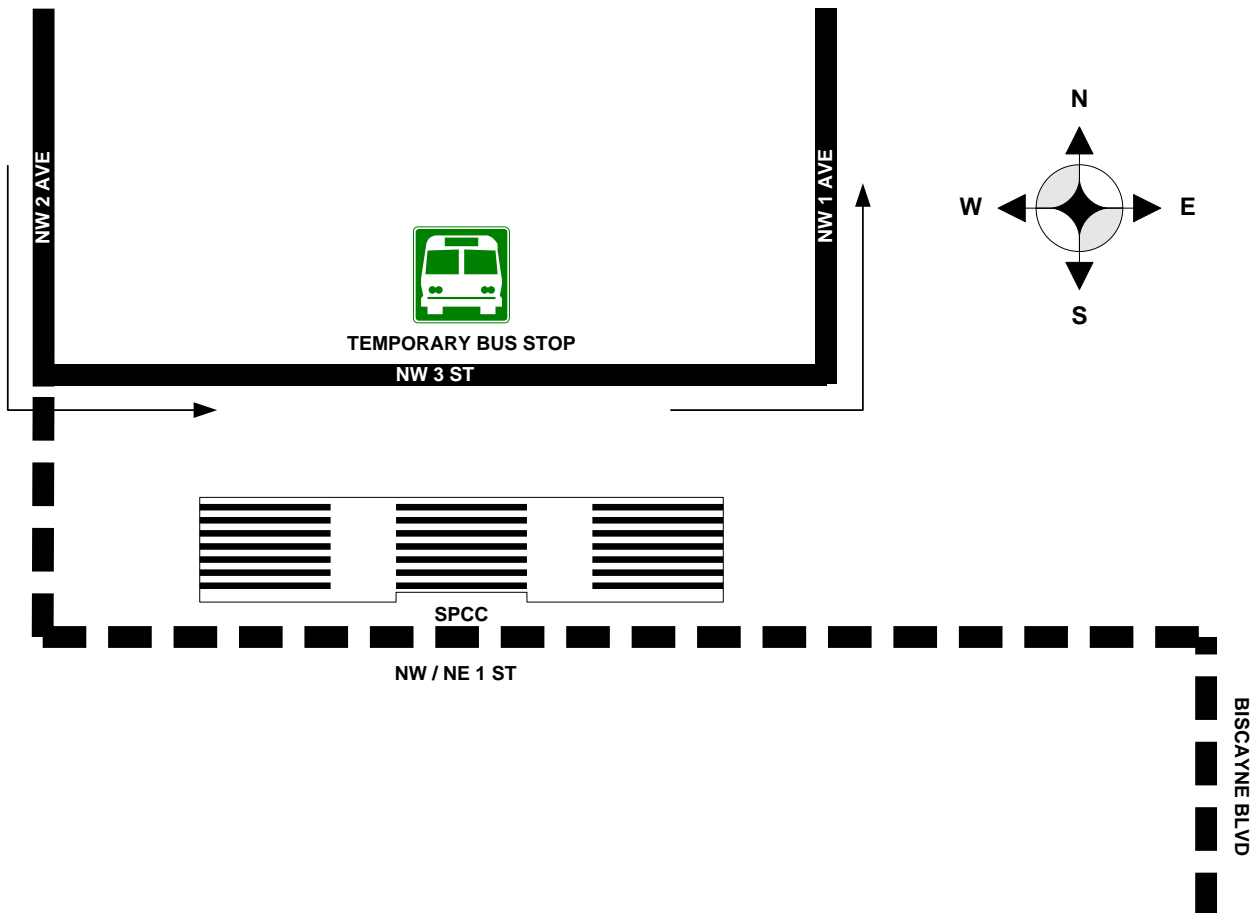 N
NW 2 AVE
NW 1 AVE
W
E
S
TEMPORARY BUS STOP
NW 3 ST
SPCC
NW / NE 1 ST
BISCAYNE BLVD